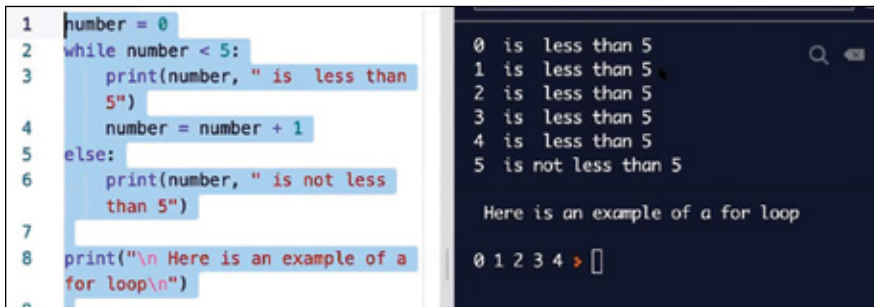 1 number = 0
2 while number < 5:
3 print(number, " is  less than
5")
4 number = number + 1
5 else:
6 print(number, " is not less
than 5")
7
8 print("\n Here is an example of a
for loop\n")
0  is  less than 5
1  is  less than 5
2  is  less than 5
3  is  less than 5
4  is  less than 5
5  is not less than 5
Here is an example of a for loop
0 1 2 3 4 >